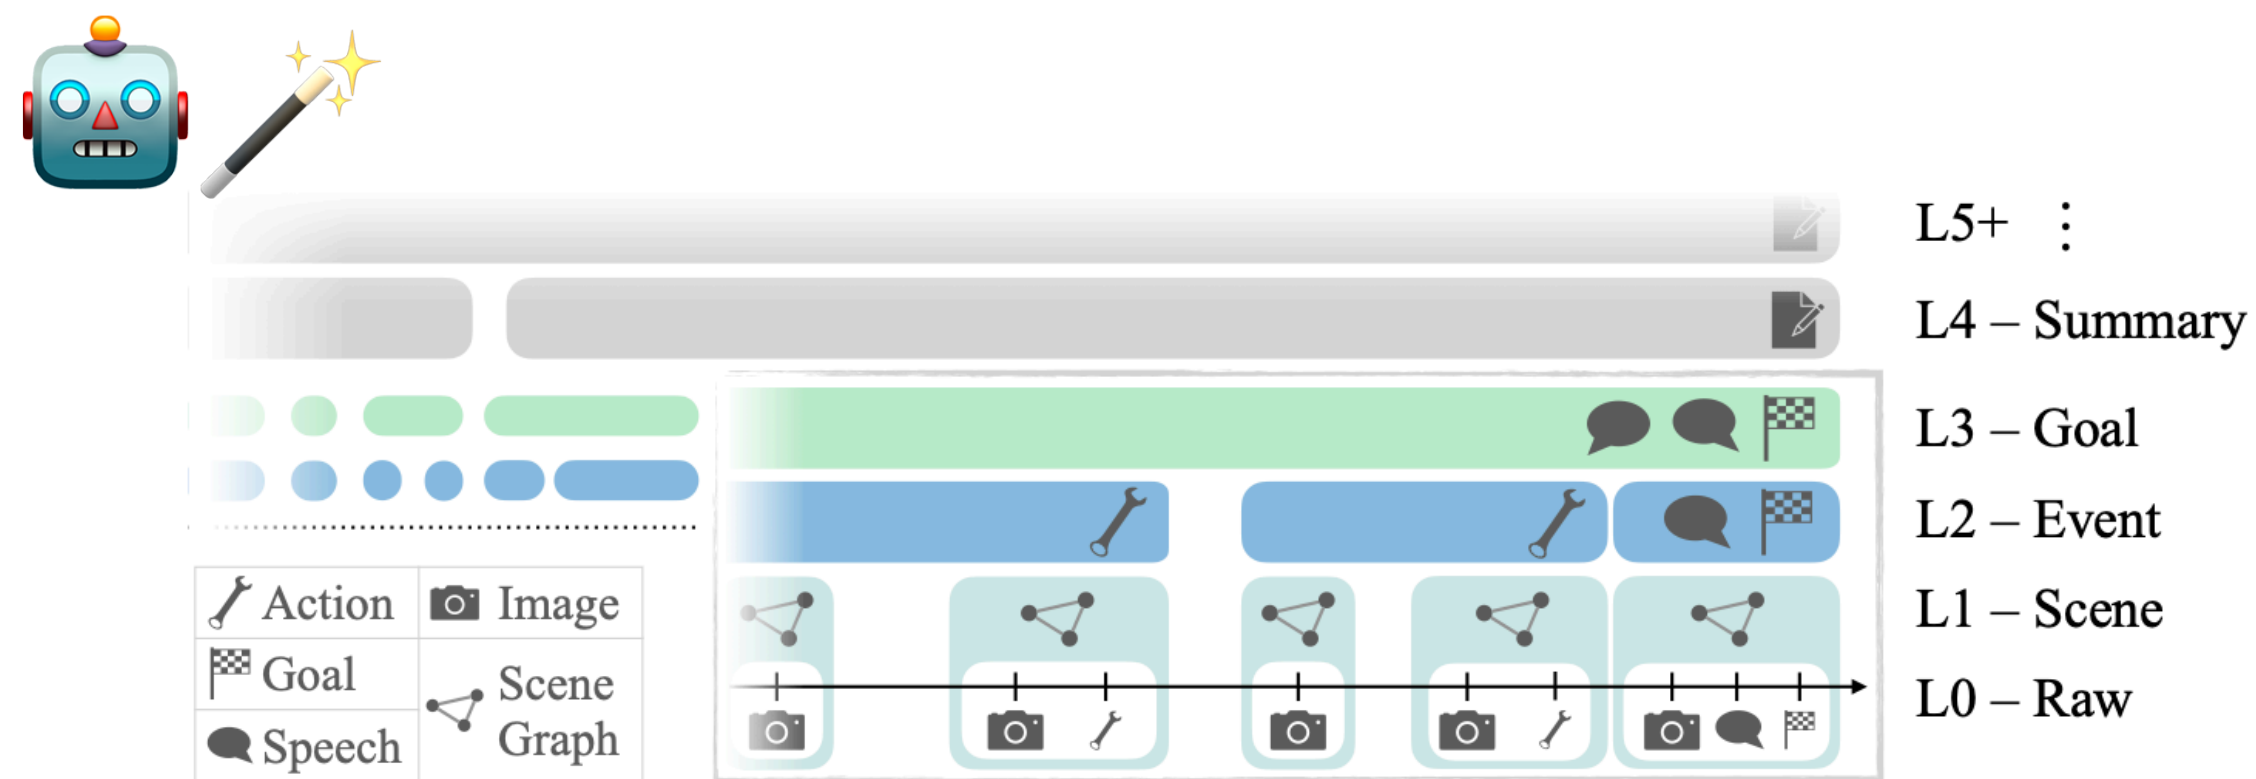 L5+ ⋮
L4 – Summary
L3 – Goal
L2 – Event
L1 – Scene
L0 – Raw
Action
Image
Goal
Scene
Graph
Speech